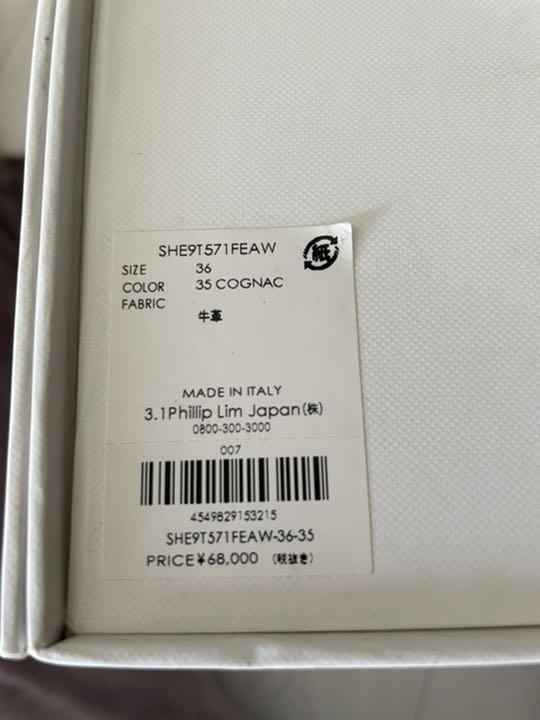 SHE9T571FEAW
紙
SIZE 36
COLOR 35 COGNAC
FABRIC
牛革
MADE IN ITALY
3.1Phillip Lim Japan(株)
0800-300-3000
007
4549829153215
SHE9T571FEAW-36-35
PRICE¥68,000 (税抜き)